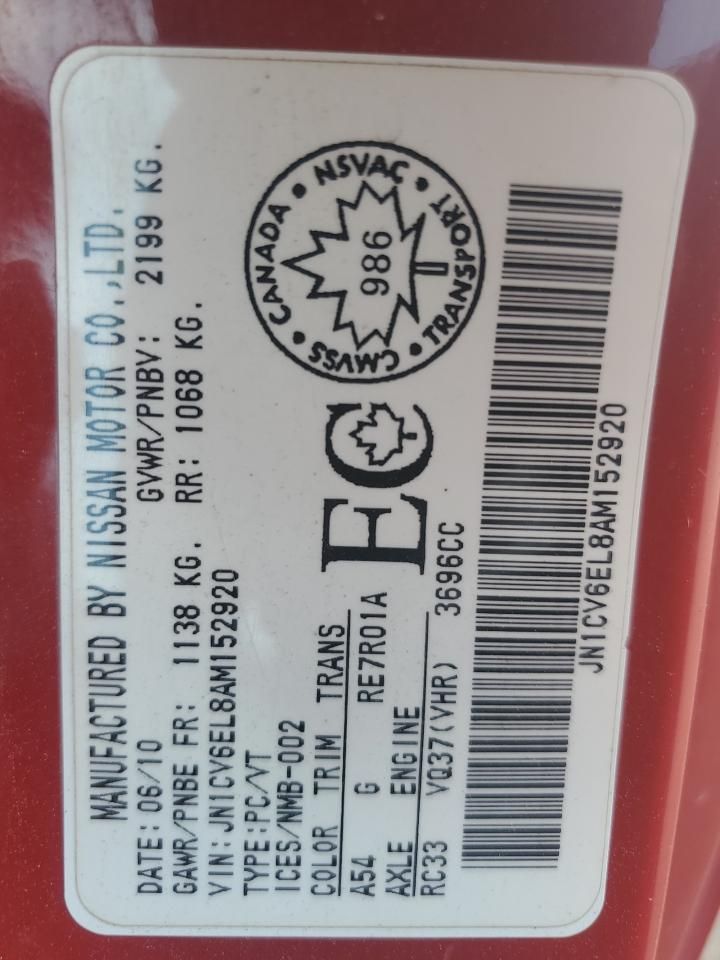 MANUFACTURED BY NISSAN MOTOR CO.,LTD.
DATE: 06/10 GVWR/PNBV: 2199 KG.
GAWR/PNBE FR: 1138 KG. RR: 1068 KG.
VIN:JN1CV6EL8AM152920
TYPE:PC/VT
ICES/NMB-002
COLOR TRIM TRANS
A54 G RE7R01A
AXLE ENGINE
RC33 VQ37(VHR) 3696CC
EC
CANADA • NSVAC • TRANSPORT • CMVSS •
986
JN1CV6EL8AM152920